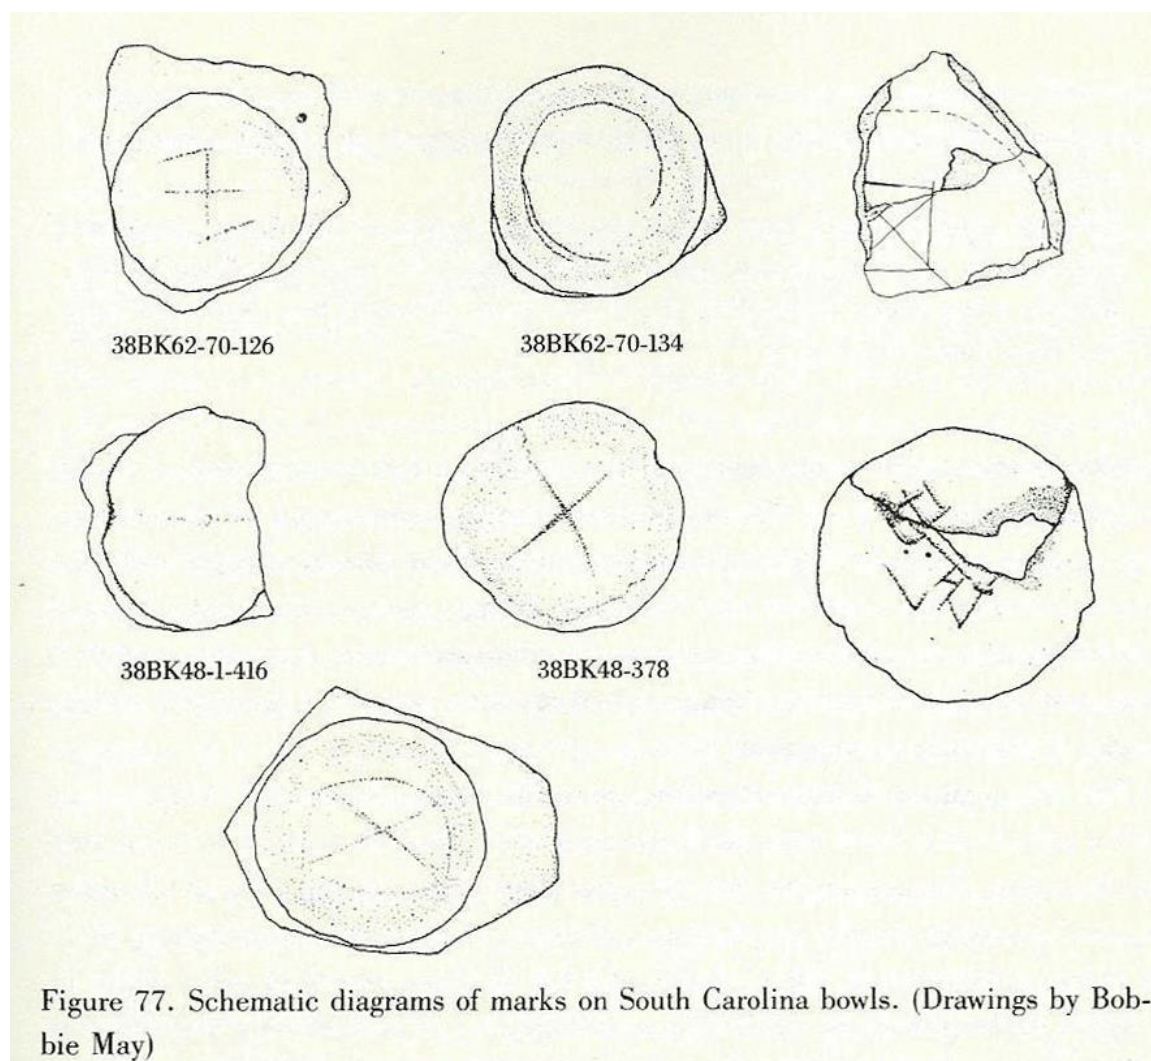 38BK62-70-126
38BK62-70-134
38BK48-1-416
38BK48-378
Figure 77. Schematic diagrams of marks on South Carolina bowls. (Drawings by Bob-
bie May)